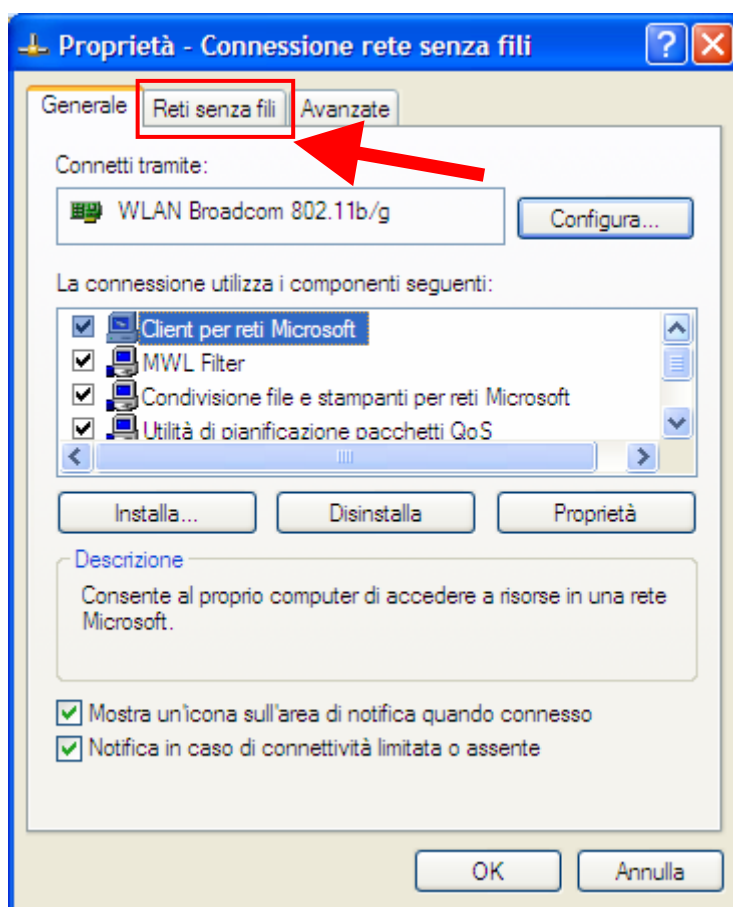 Proprietà - Connessione rete senza fili
Generale Reti senza fili Avanzate
Connetti tramite:
WLAN Broadcom 802.11b/g
Configura...
La connessione utilizza i componenti seguenti:
Client per reti Microsoft
MWL Filter
Condivisione file e stampanti per reti Microsoft
Utilità di pianificazione pacchetti QoS
Installa... Disinstalla Proprietà
Descrizione
Consente al proprio computer di accedere a risorse in una rete
Microsoft.
Mostra un'icona sull'area di notifica quando connesso
Notifica in caso di connettività limitata o assente
OK Annulla